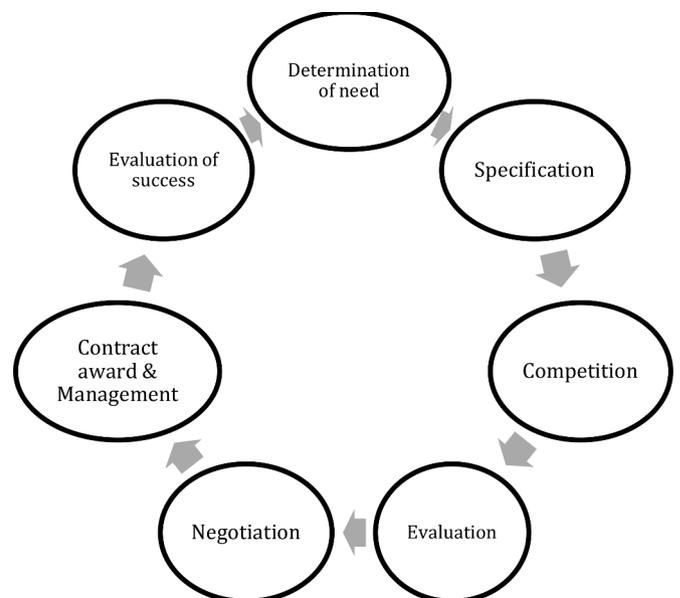 Determination
of need
Specification
Competition
Evaluation
Negotiation
Contract
award &
Management
Evaluation of
success